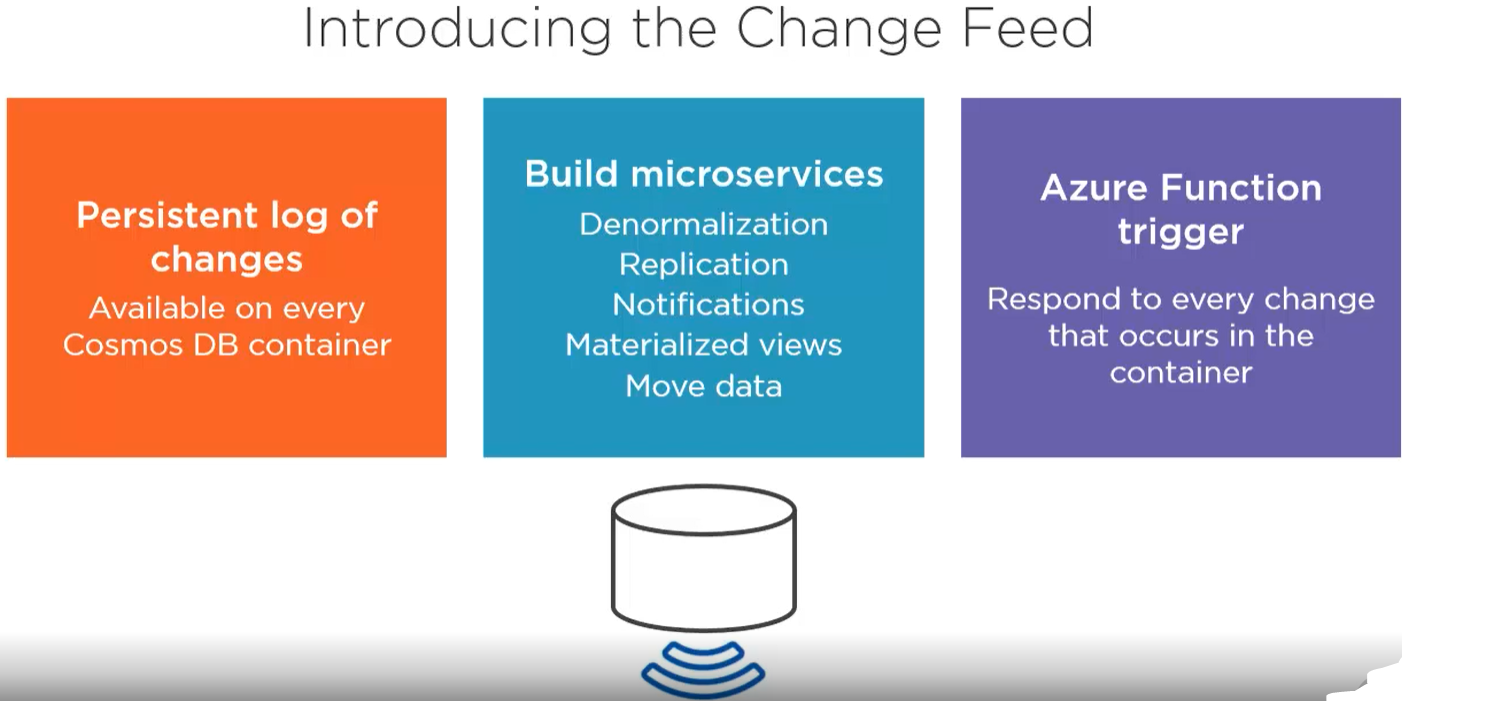 Introducing the Change Feed
Persistent log of
changes
Available on every
Cosmos DB container
Build microservices
Denormalization
Replication
Notifications
Materialized views
Move data
Azure Function
trigger
Respond to every change
that occurs in the
container